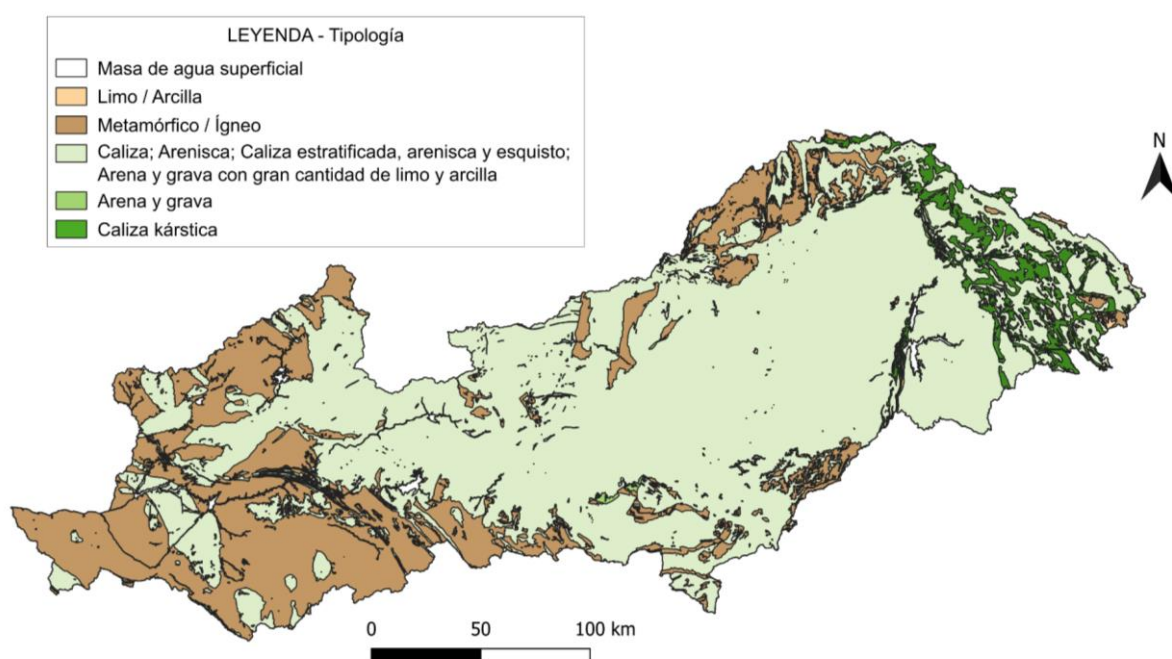 LEYENDA - Tipología
Masa de agua superficial
Limo / Arcilla
Metamórfico / Ígneo
Caliza; Arenisca; Caliza estratificada, arenisca y esquisto;
Arena y grava con gran cantidad de limo y arcilla
Arena y grava
Caliza kárstica
N
0 50 100 km